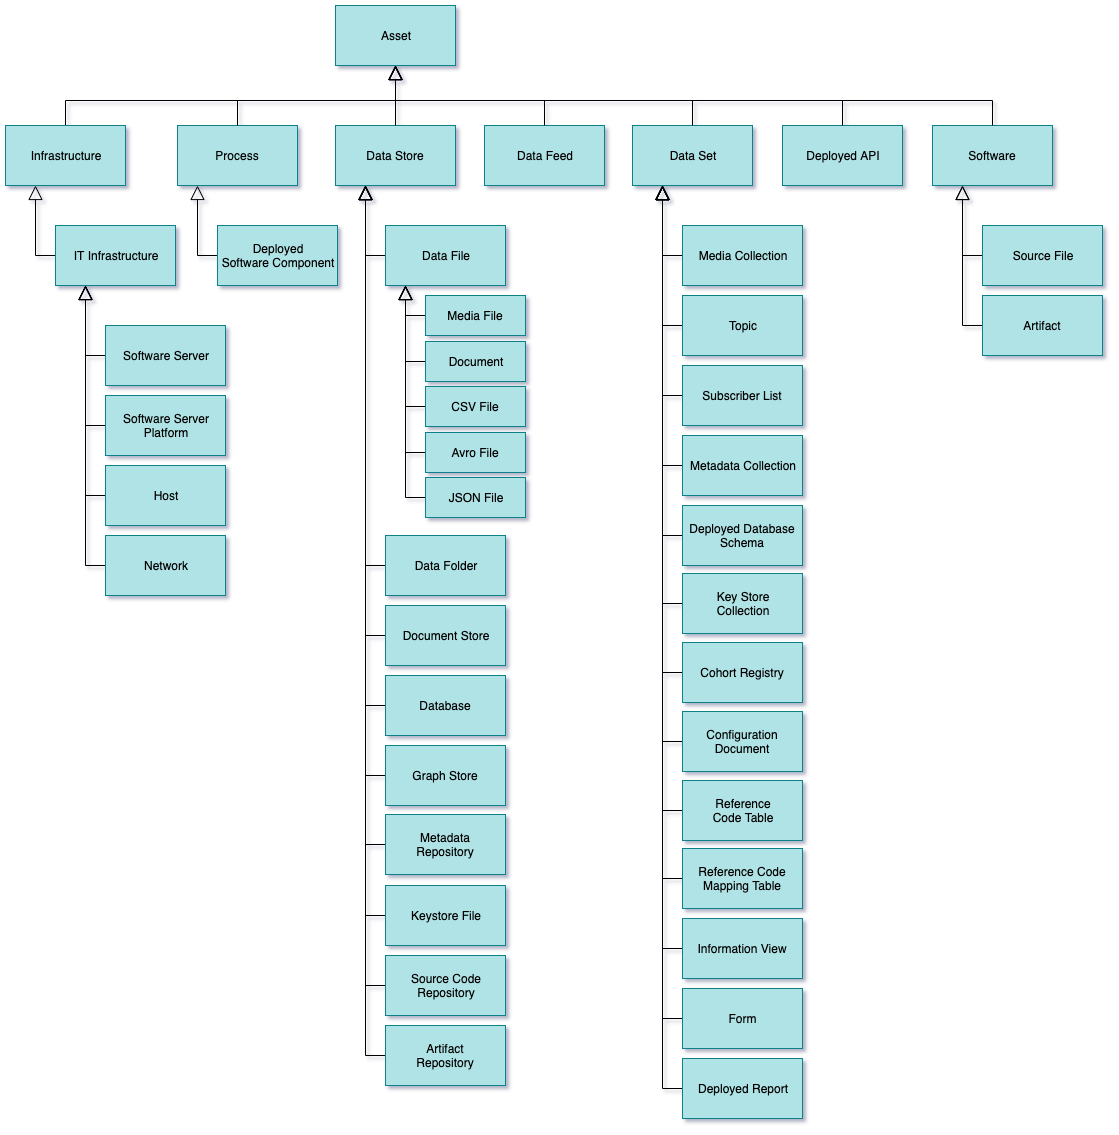 Asset
Infrastructure
Process
Data Store
Data Feed
Data Set
Deployed API
Software
IT Infrastructure
Software Server
Software Server
Platform
Host
Network
Deployed
Software Component
Data File
Media File
Document
CSV File
Avro File
JSON File
Data Folder
Document Store
Database
Graph Store
Metadata
Repository
Keystore File
Source Code
Repository
Artifact
Repository
Media Collection
Topic
Subscriber List
Metadata Collection
Deployed Database
Schema
Key Store
Collection
Cohort Registry
Configuration
Document
Reference
Code Table
Reference Code
Mapping Table
Information View
Form
Deployed Report
Source File
Artifact